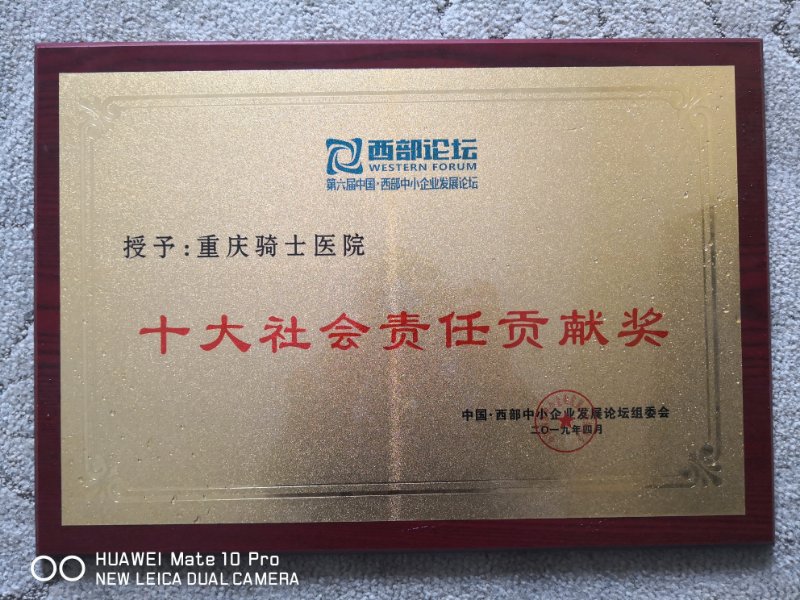 西部论坛
WESTERN FORUM
第六届中国·西部中小企业发展论坛
授予:重庆骑士医院
十大社会责任贡献奖
中国·西部中小企业发展论坛组委会
二〇一九年四月
HUAWEI Mate 10 Pro
NEW LEICA DUAL CAMERA